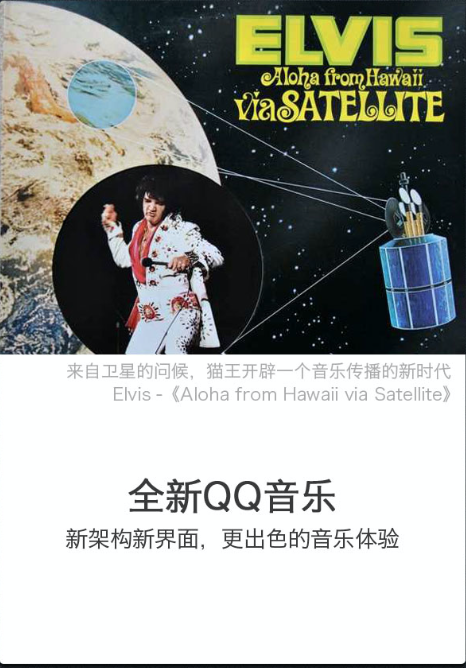 ELVIS
Aloha from Hawaii
via SATELLITE
来自卫星的问候，猫王开辟一个音乐传播的新时代
Elvis -《Aloha from Hawaii via Satellite》
全新QQ音乐
新架构新界面，更出色的音乐体验